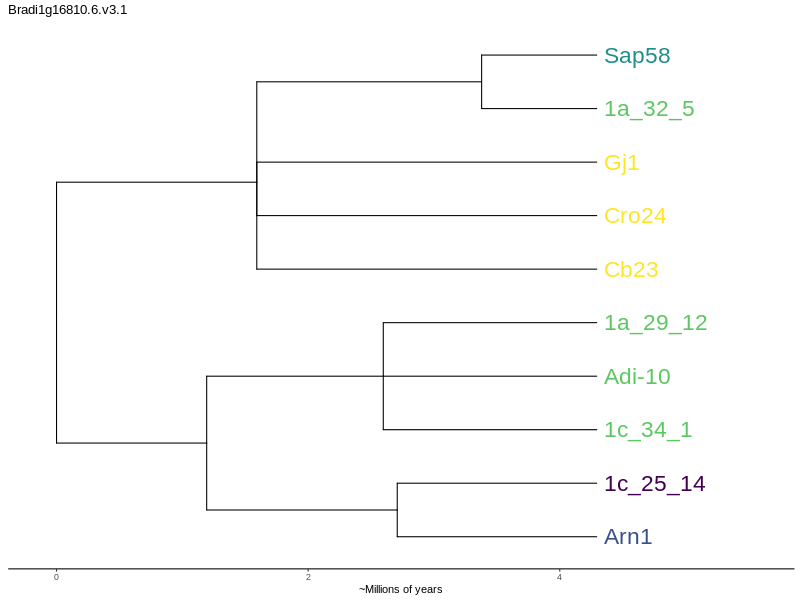 Bradi1g16810.6.v3.1
Sap58
1a_32_5
Gj1
Cro24
Cb23
1a_29_12
Adi-10
1c_34_1
1c_25_14
Arn1
0 2 4
~Millions of years